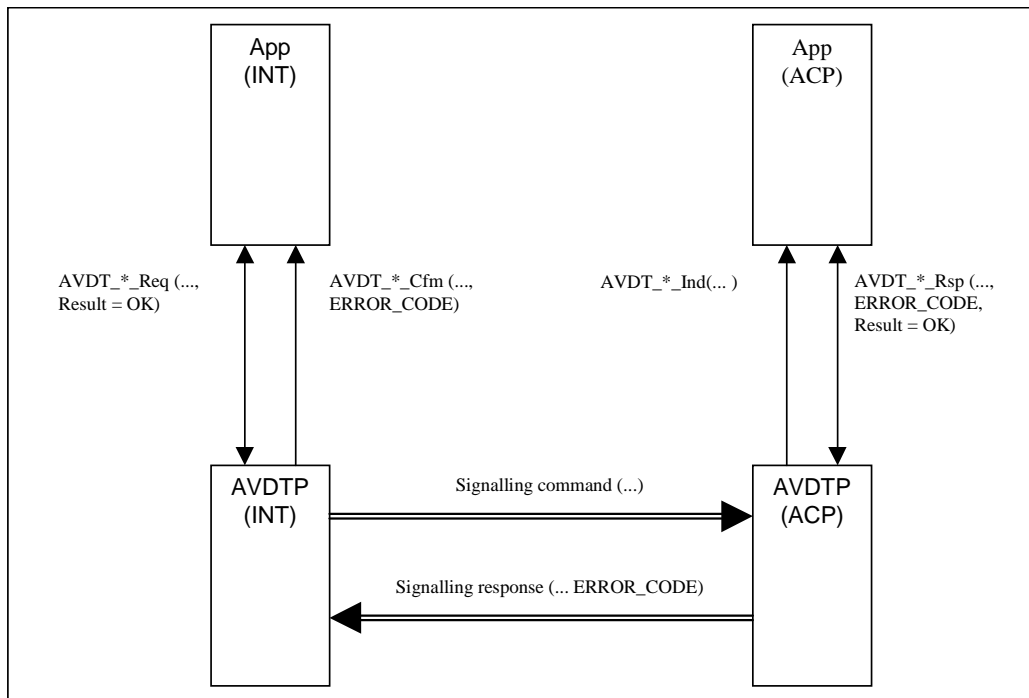 App
(INT)
App
(ACP)
AVDT_*_Req (...,
Result = OK)
AVDT_*_Cfm (...,
ERROR_CODE)
AVDT_*_Ind(... )
AVDT_*_Rsp (...,
ERROR_CODE,
Result = OK)
AVDTP
(INT)
Signalling command (...)
AVDTP
(ACP)
Signalling response (... ERROR_CODE)